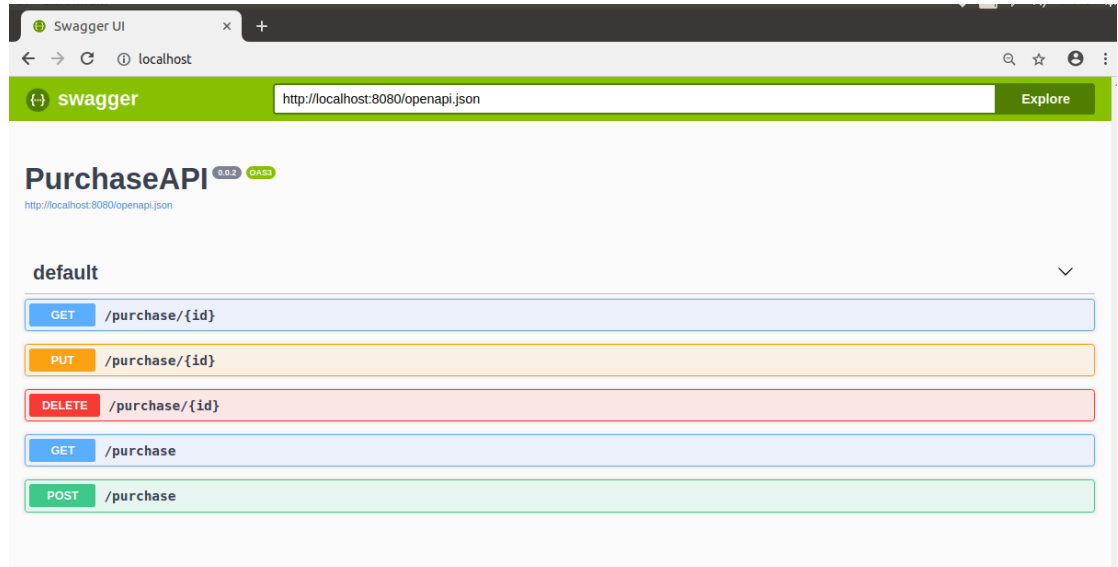 Swagger UI
localhost
swagger
http://localhost:8080/openapi.json
Explore
PurchaseAPI 0.0.2 OAS3
http://localhost:8080/openapi.json
default
GET /purchase/{id}
PUT /purchase/{id}
DELETE /purchase/{id}
GET /purchase
POST /purchase